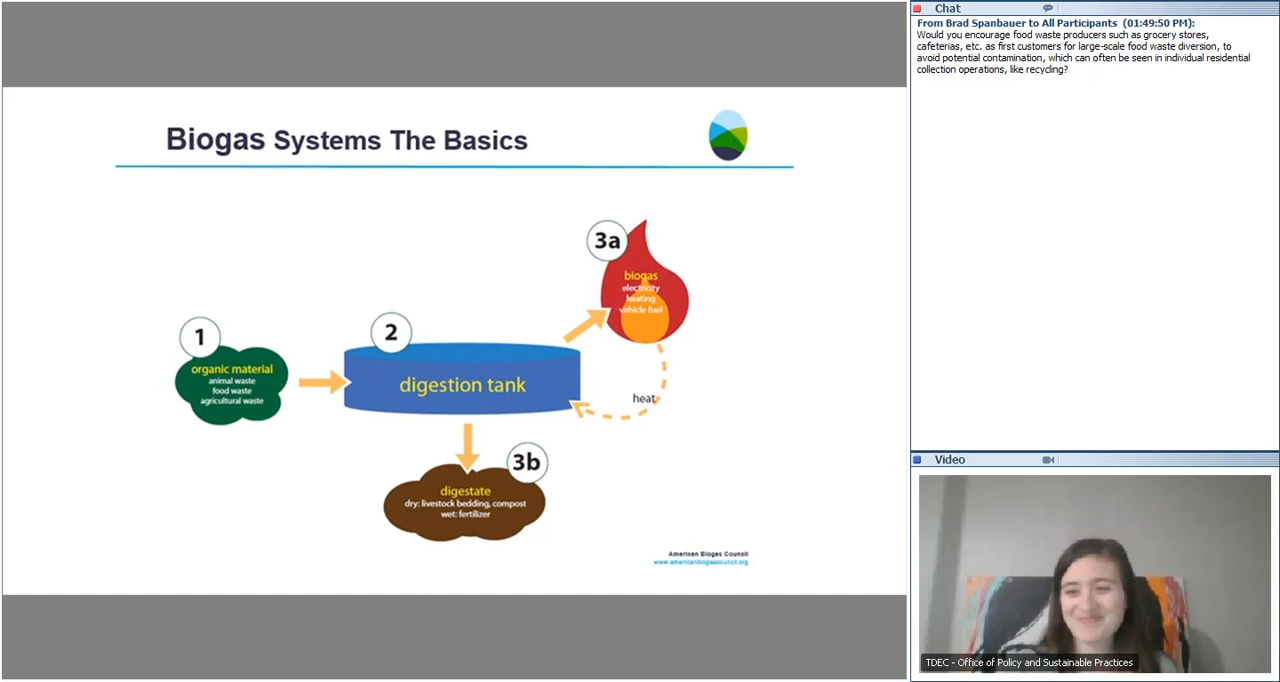 Biogas Systems The Basics
3a
biogas
electricity
heating
vehicle fuel
1
2
organic material
animal waste
food waste
agricultural waste
digestion tank
heat
3b
digestate
dry: livestock bedding, compost
wet: fertilizer
American Biogas Council
www.americanbiogascouncil.org
Chat
From Brad Spanbauer to All Participants (01:49:50 PM):
Would you encourage food waste producers such as grocery stores,
cafeterias, etc. as first customers for large-scale food waste diversion, to
avoid potential contamination, which can often be seen in individual residential
collection operations, like recycling?
Video
TDEC - Office of Policy and Sustainable Practices